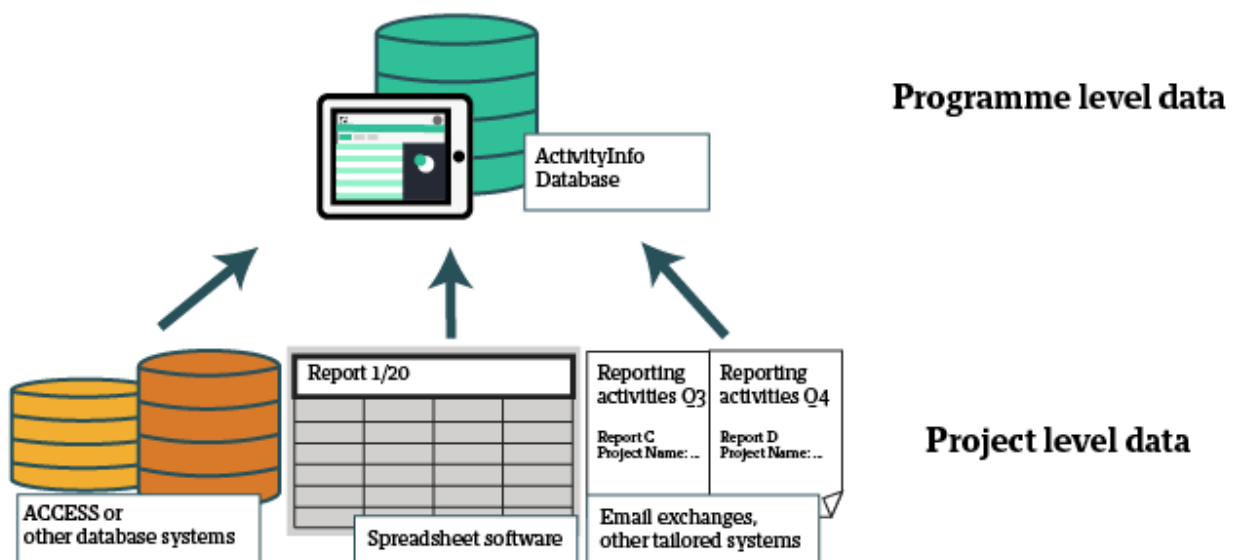 Programme level data
ActivityInfo
Database
Report 1/20
Reporting
activities Q3
Report C
Project Name: ...
Reporting
activities Q4
Report D
Project Name: ...
Project level data
ACCESS or
other database systems
Spreadsheet software
Email exchanges,
other tailored systems